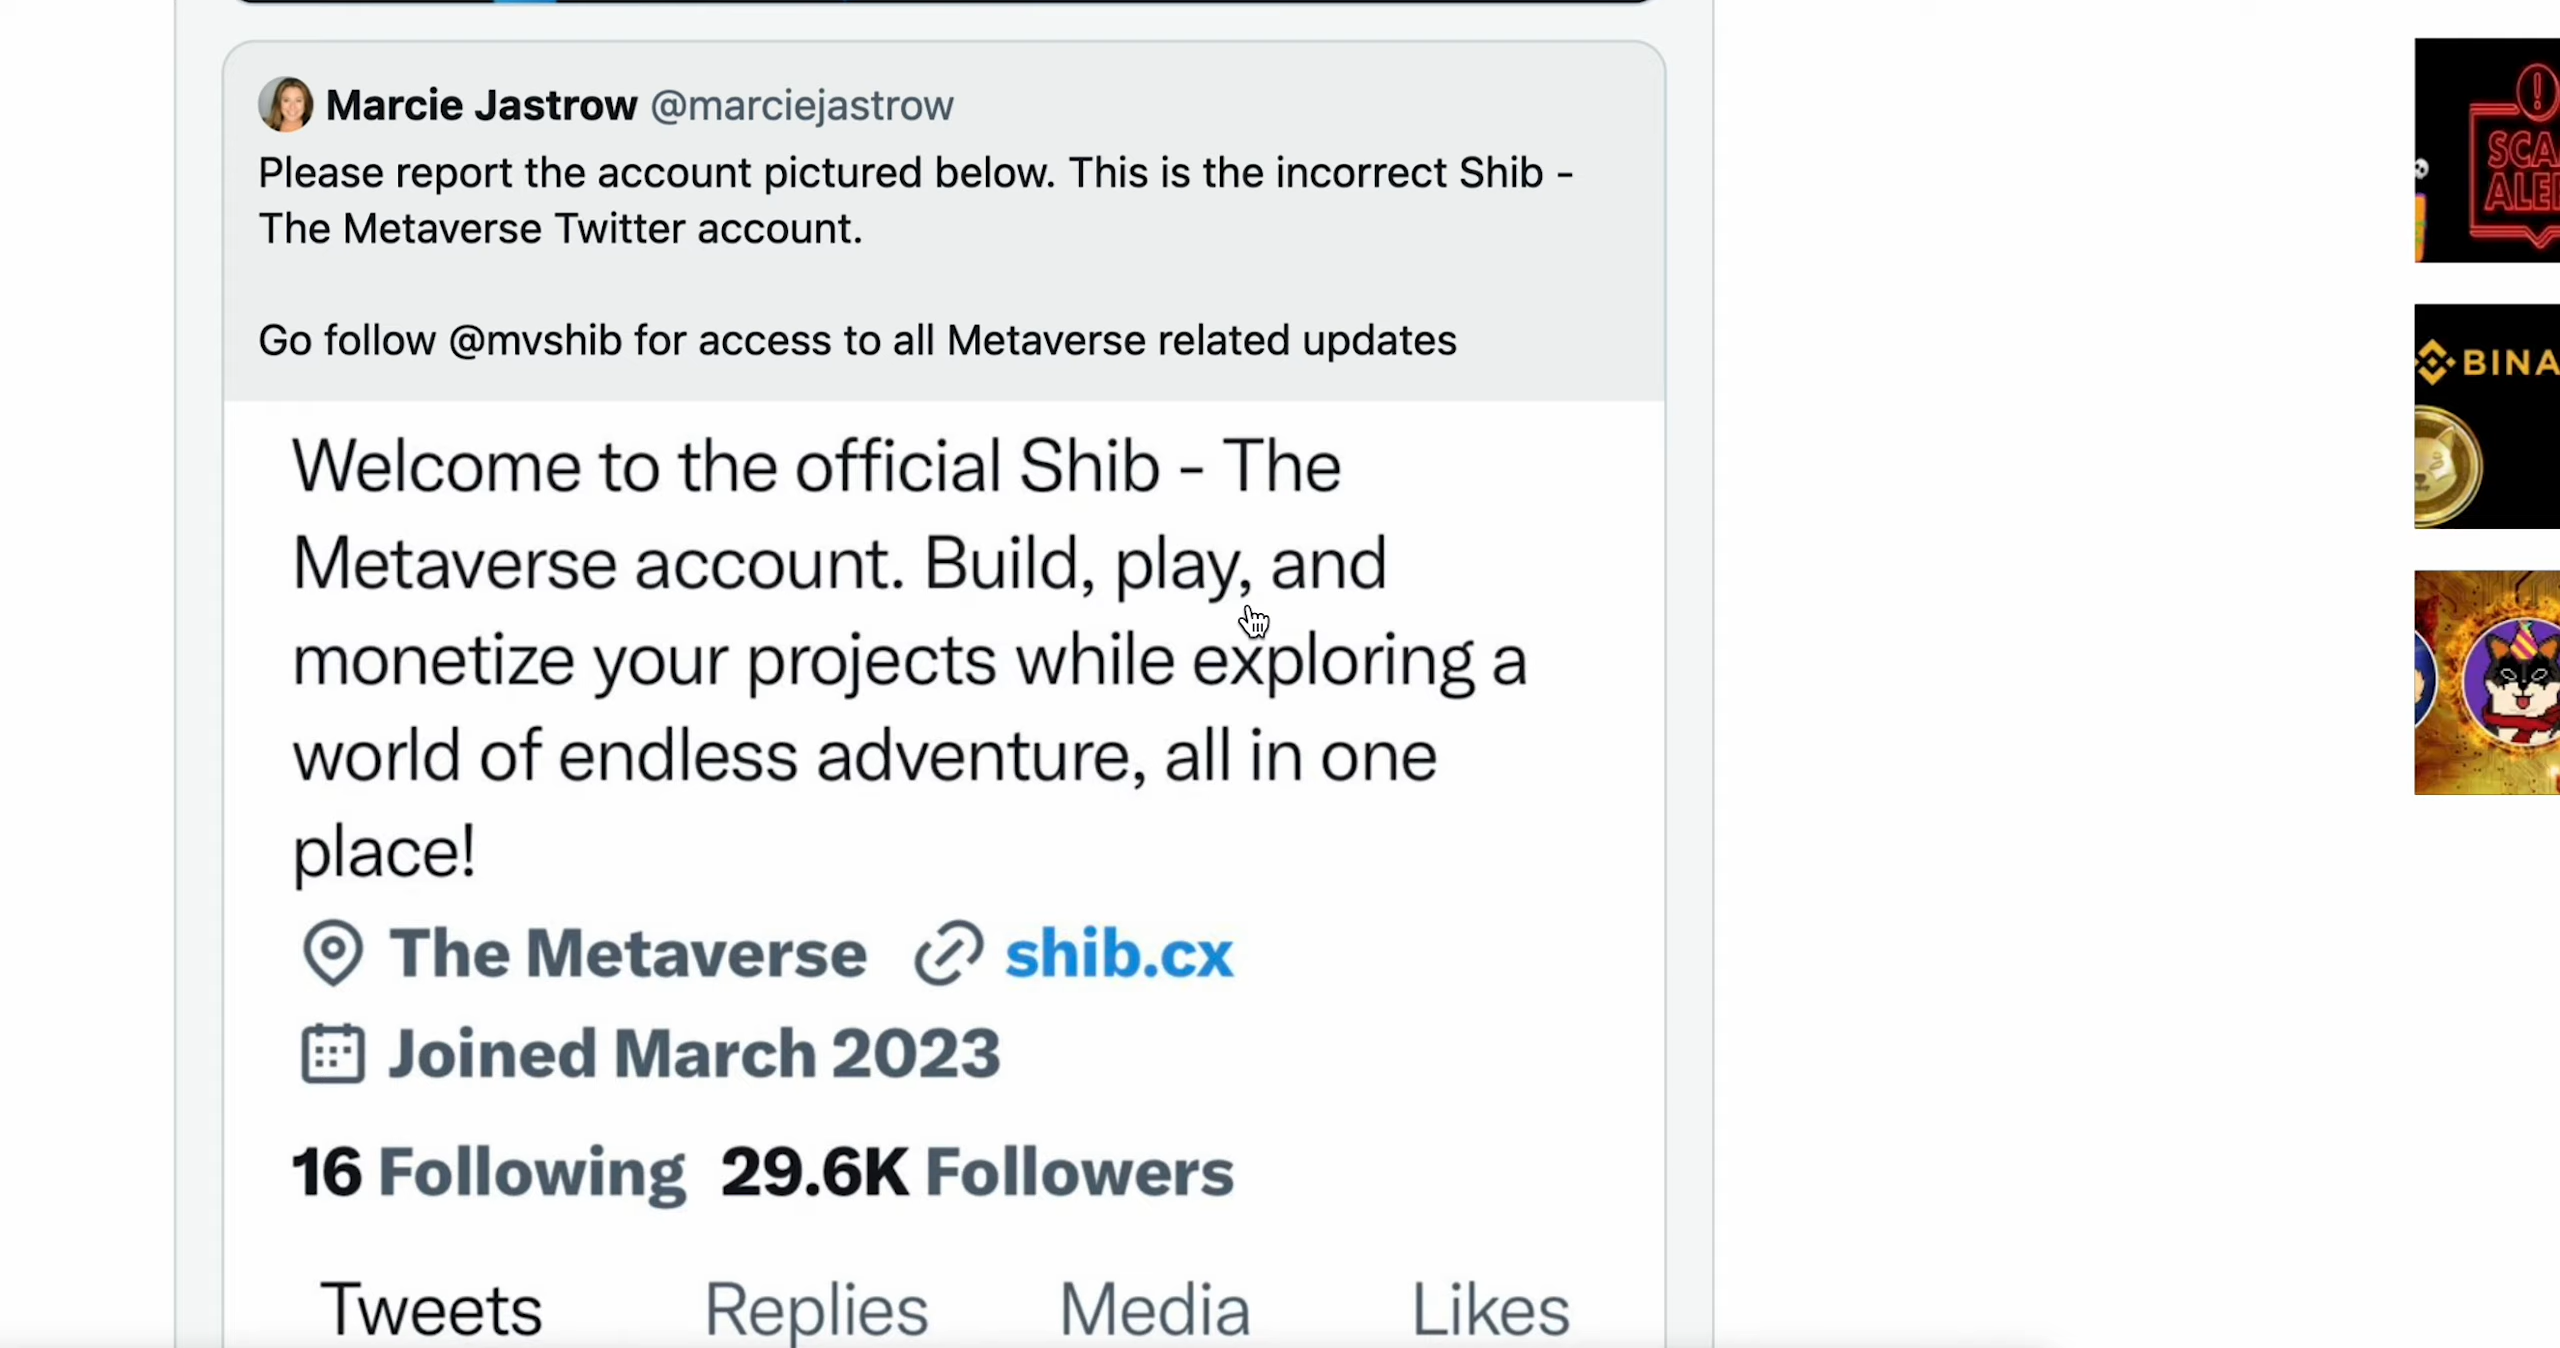 Marcie Jastrow @marciejastrow
Please report the account pictured below. This is the incorrect Shib -
The Metaverse Twitter account.
Go follow @mvshib for access to all Metaverse related updates
Welcome to the official Shib - The
Metaverse account. Build, play, and
monetize your projects while exploring a
world of endless adventure, all in one
place!
The Metaverse shib.cx
Joined March 2023
16 Following 29.6K Followers
Tweets Replies Media Likes